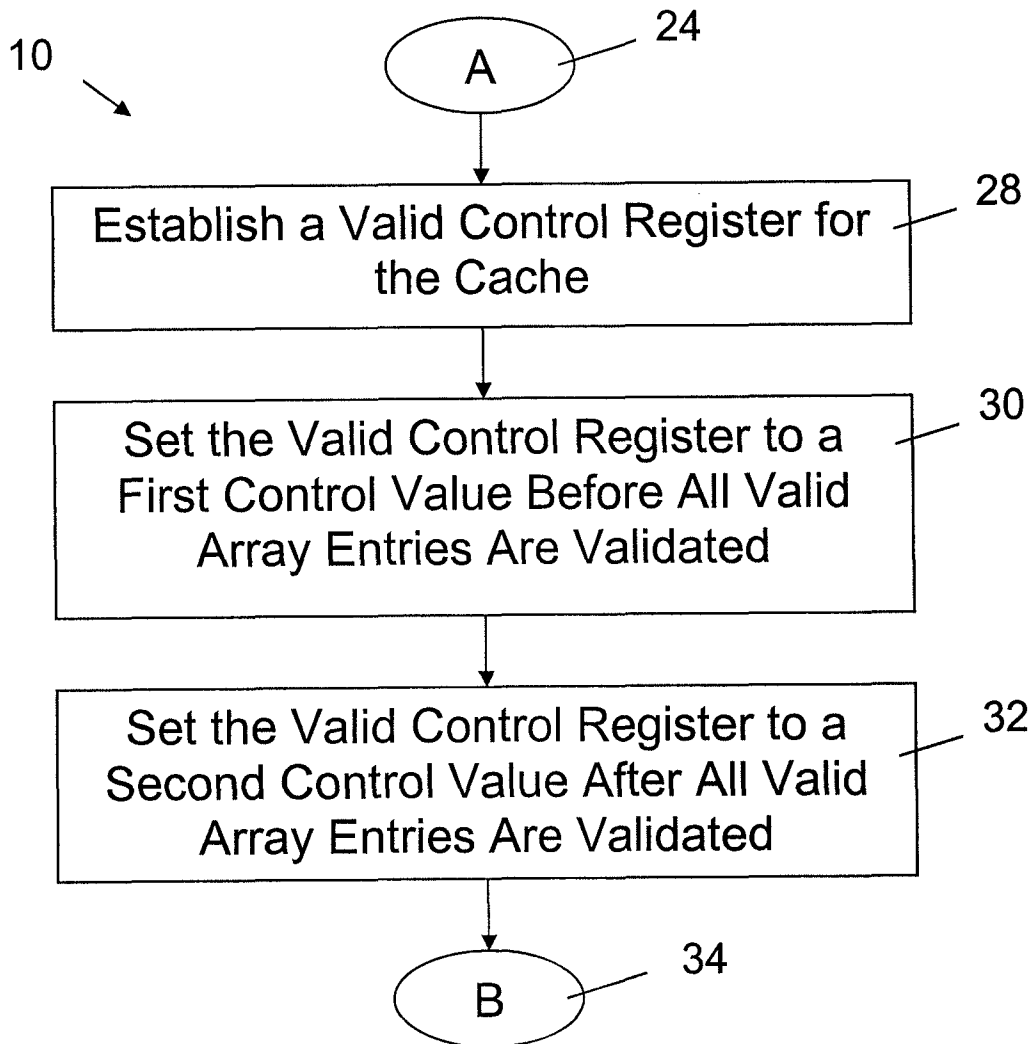 10
A
24
Establish a Valid Control Register for
the Cache
28
Set the Valid Control Register to a
First Control Value Before All Valid
Array Entries Are Validated
30
Set the Valid Control Register to a
Second Control Value After All Valid
Array Entries Are Validated
32
B
34